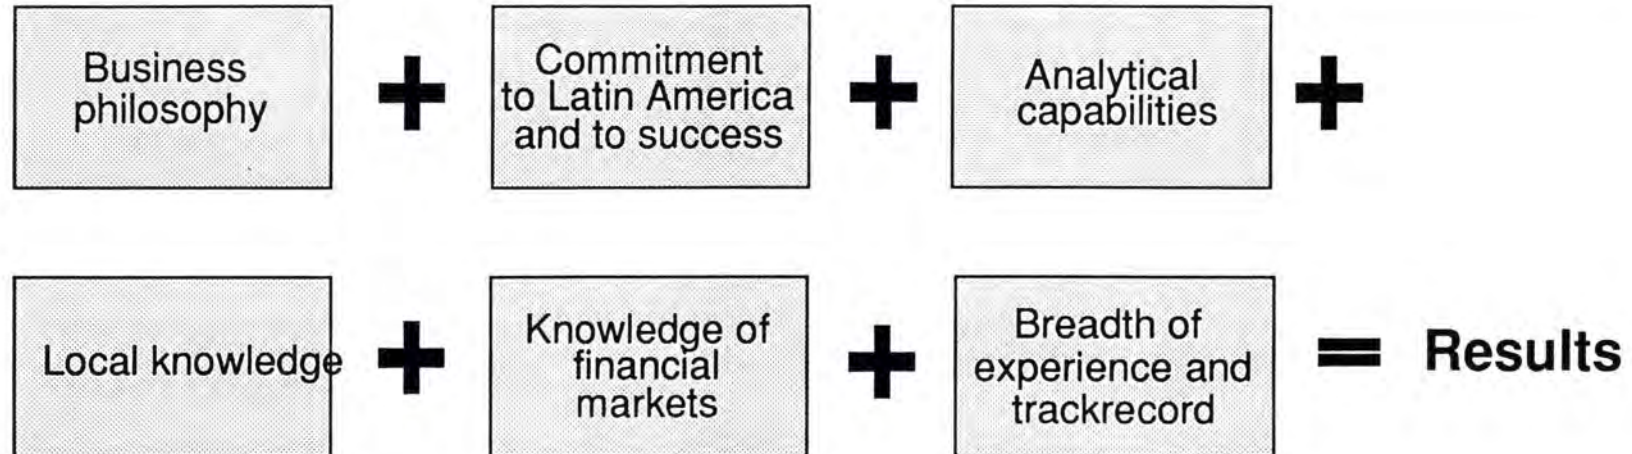 Business
philosophy
+
Commitment
to Latin America
and to success
+
Analytical
capabilities
+
Local knowledge
+
Knowledge of
financial
markets
+
Breadth of
experience and
trackrecord
= Results